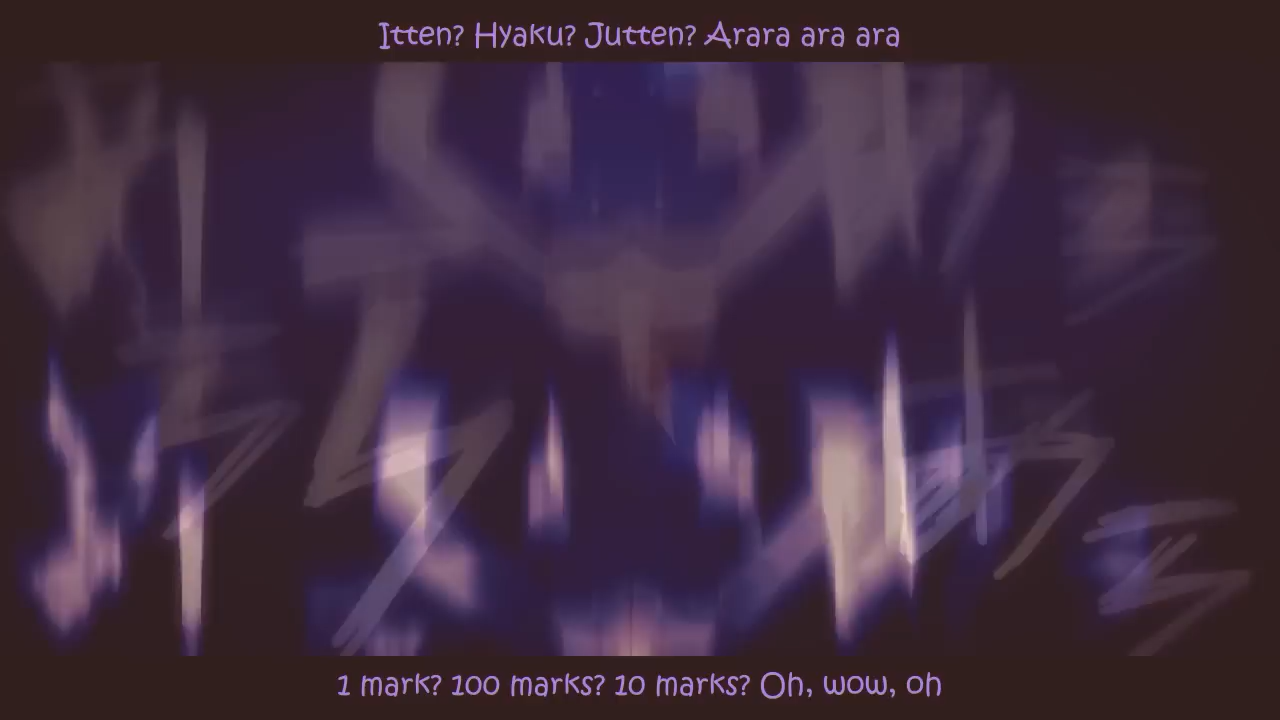 Itten? Hyaku? Jutten? Arara ara ara
1 mark? 100 marks? 10 marks? Oh, wow, oh